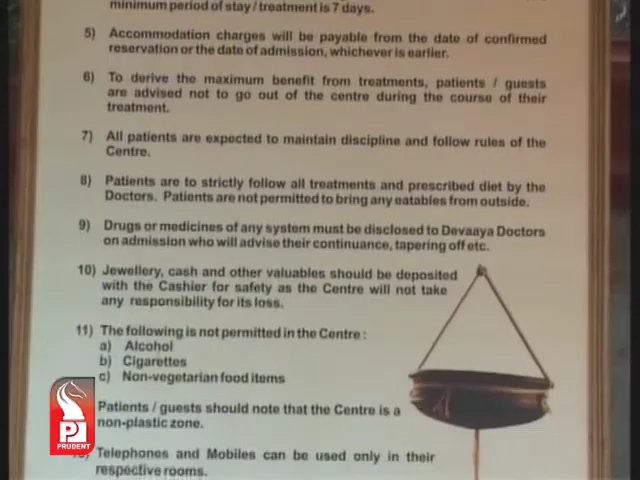 minimum period of stay / treatment is 7 days.
5) Accommodation charges will be payable from the date of confirmed
reservation or the date of admission, whichever is earlier.
6) To derive the maximum benefit from treatments, patients / guests
are advised not to go out of the centre during the course of their
treatment.
7) All patients are expected to maintain discipline and follow rules of the
Centre.
8) Patients are to strictly follow all treatments and prescribed diet by the
Doctors. Patients are not permitted to bring any eatables from outside.
9) Drugs or medicines of any system must be disclosed to Devaaya Doctors
on admission who will advise their continuance, tapering off etc.
10) Jewellery, cash and other valuables should be deposited
with the Cashier for safety as the Centre will not take
any responsibility for its loss.
11) The following is not permitted in the Centre :
a) Alcohol
b) Cigarettes
c) Non-vegetarian food items
Patients / guests should note that the Centre is a
non-plastic zone.
Telephones and Mobiles can be used only in their
respective rooms.
PRUDENT